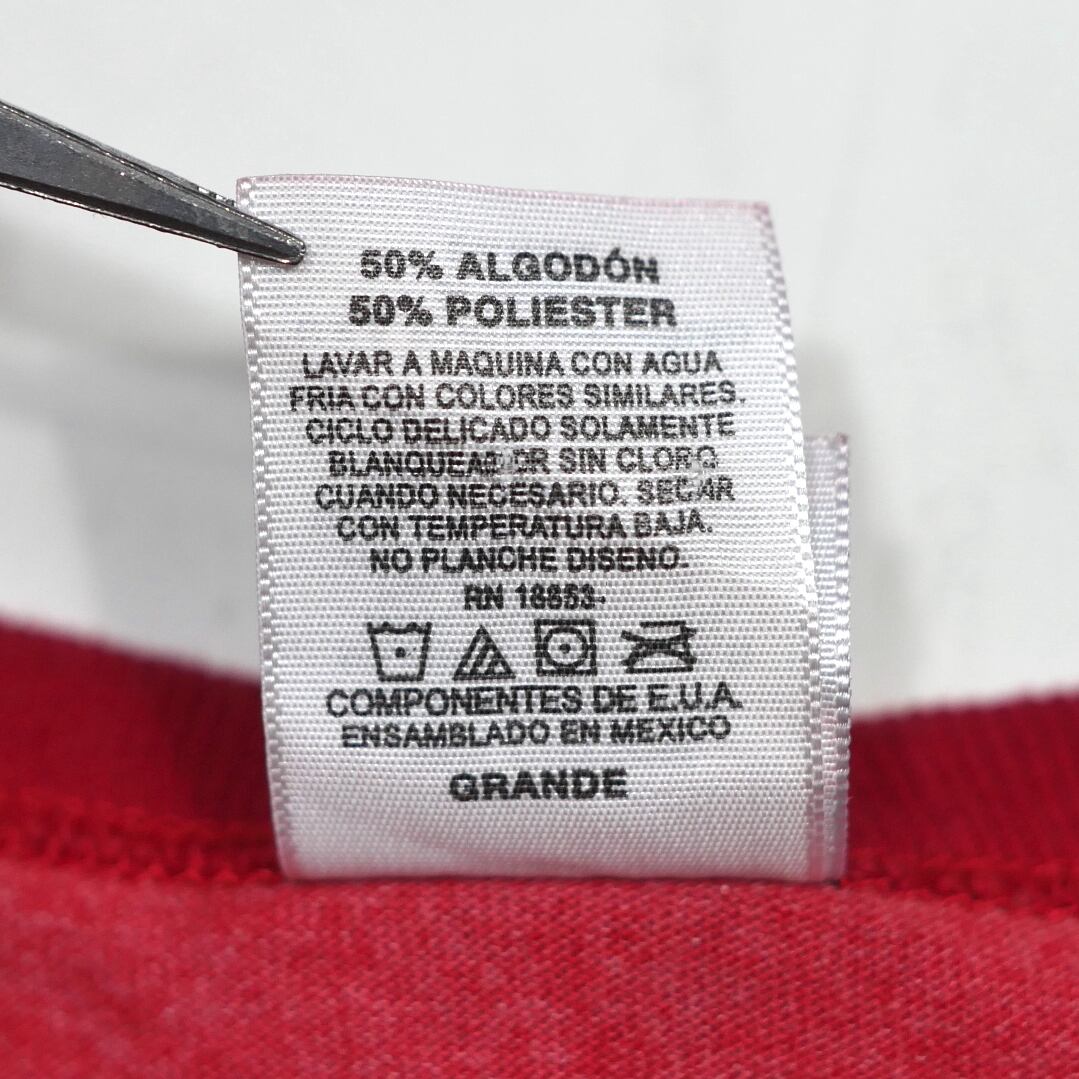 50% ALGODÓN
50% POLIESTER
LAVAR A MAQUINA CON AGUA
FRIA CON COLORES SIMILARES.
CICLO DELICADO SOLAMENTE
SIN CLORO
CUANDO NECESARIO. SECAR
CON TEMPERATURA BAJA.
NO PLANCHE DISENO.
RN
COMPONENTES DE E.U.A.
ENSAMBLADO EN MEXICO
GRANDE